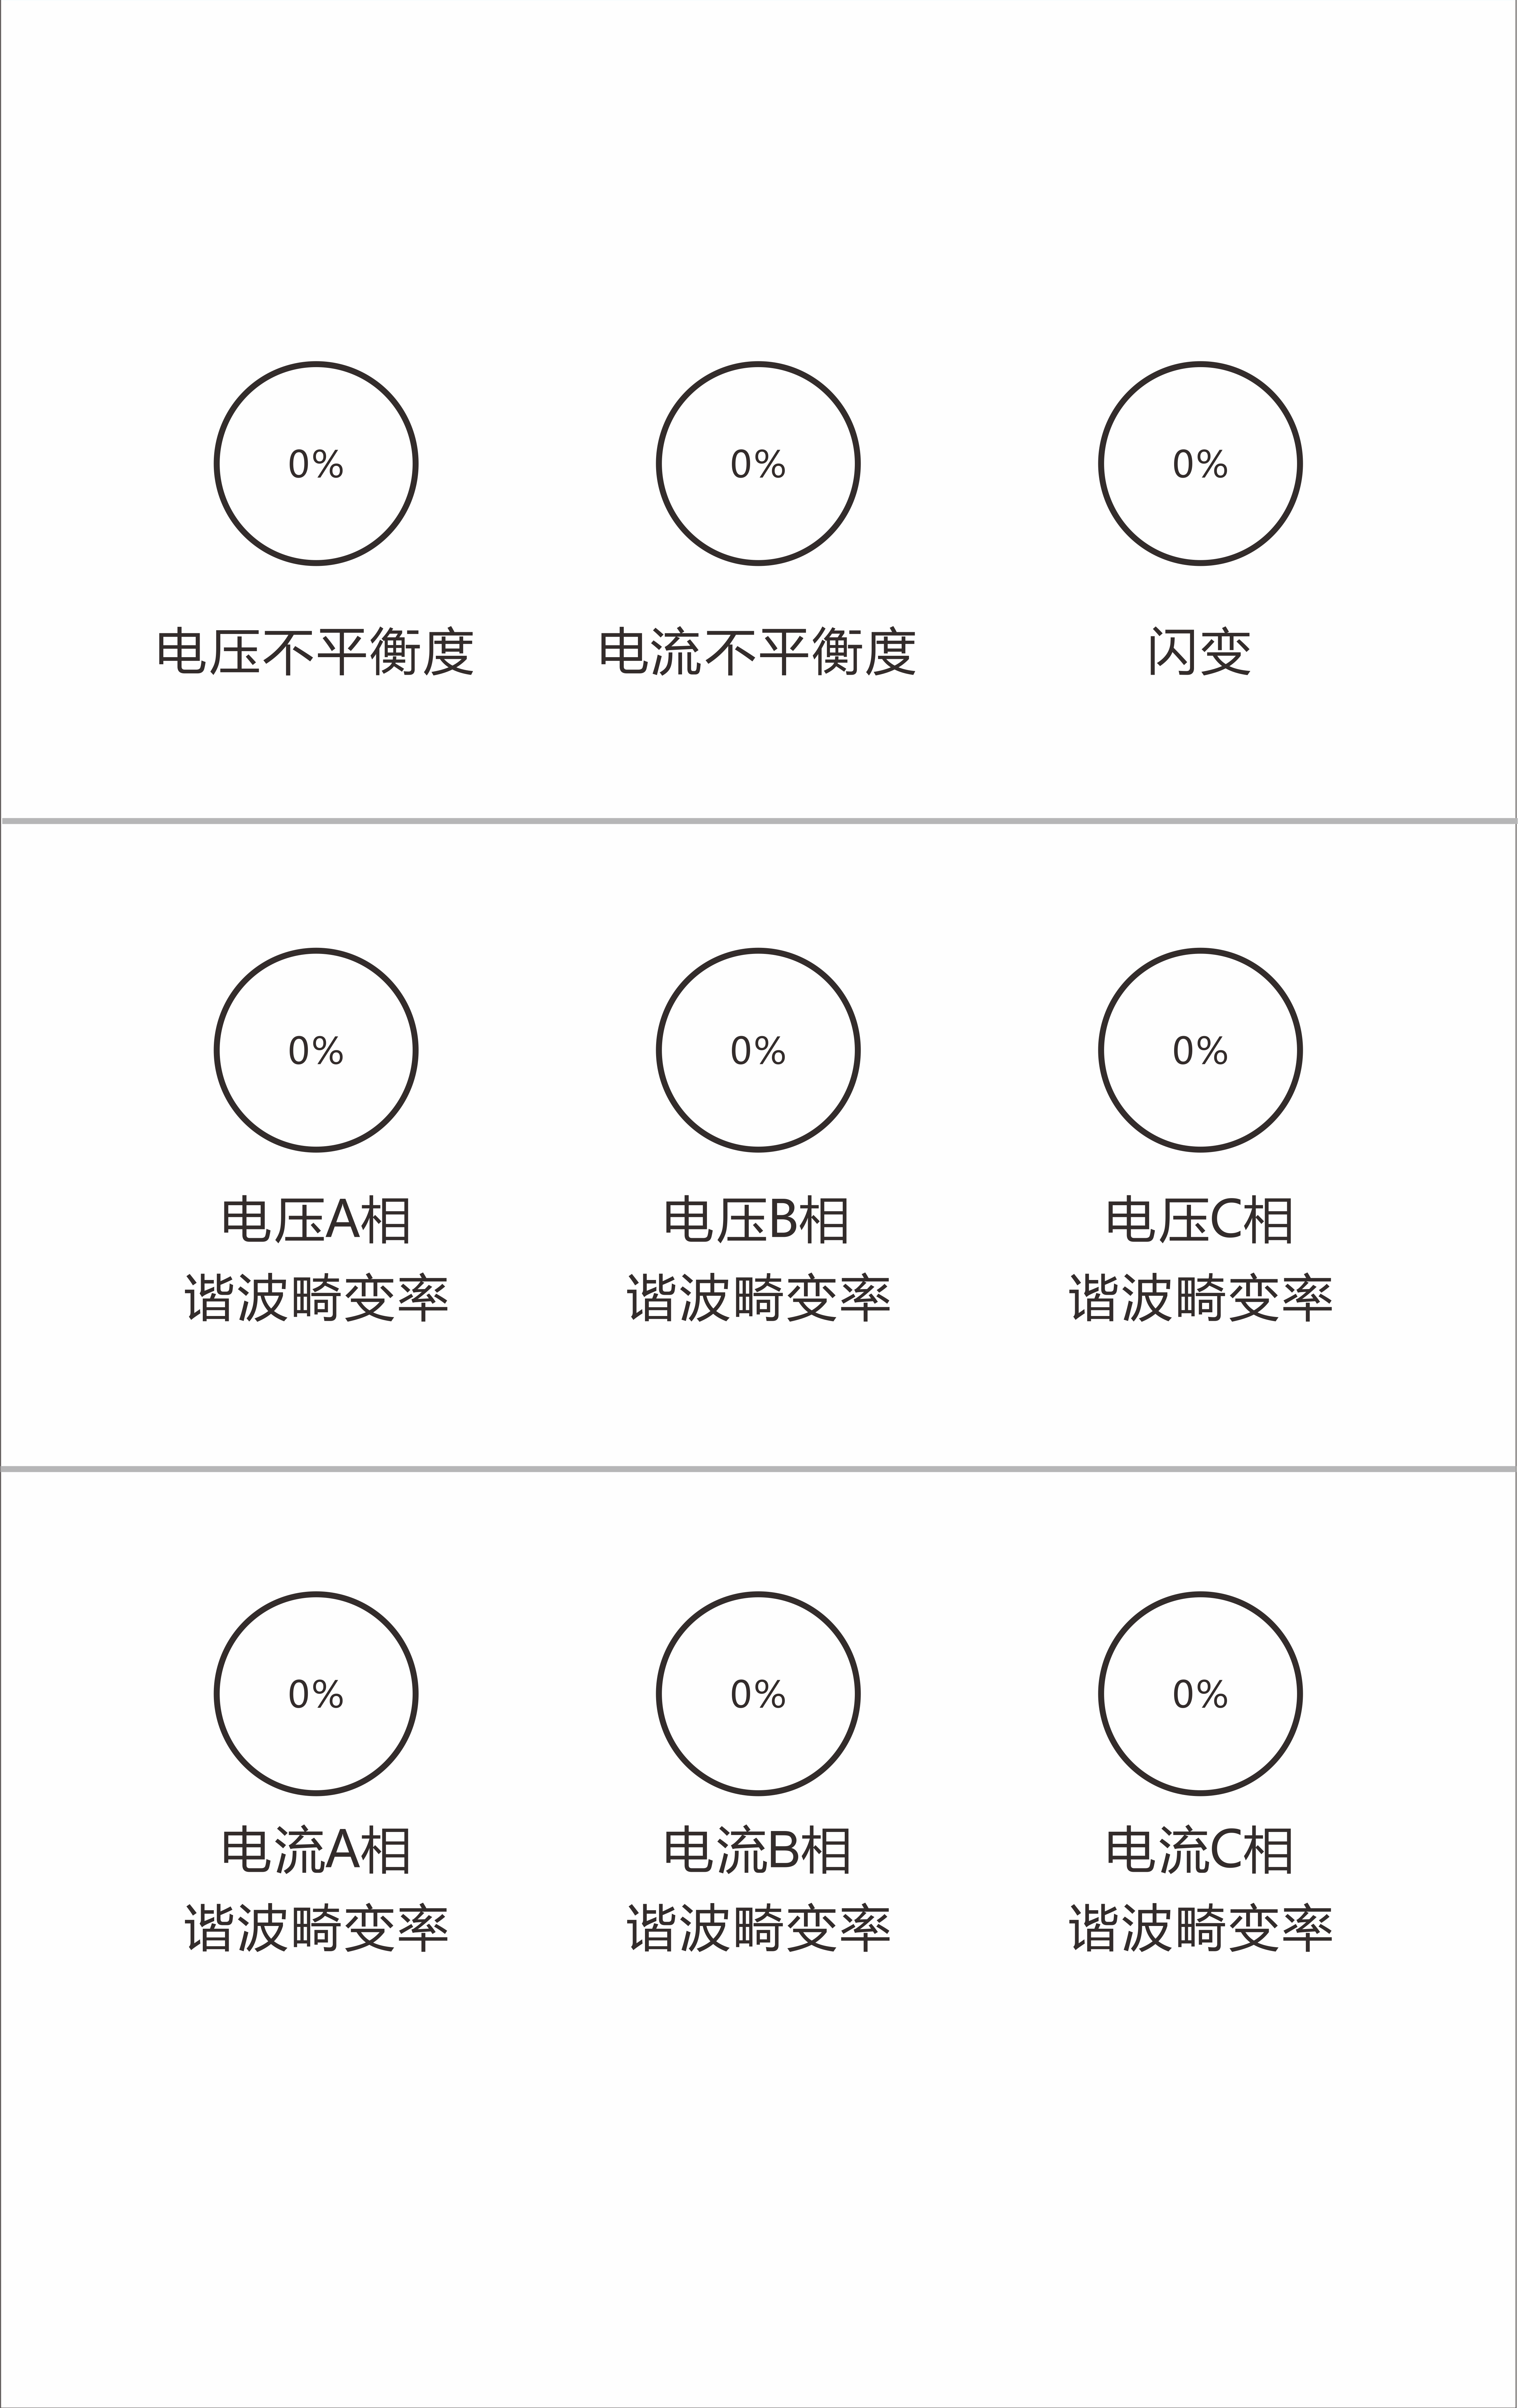 0% 0% 0%
电压不平衡度 电流不平衡度 闪变
0% 0% 0%
电压A相 电压B相 电压C相
谐波畸变率 谐波畸变率 谐波畸变率
0% 0% 0%
电流A相 电流B相 电流C相
谐波畸变率 谐波畸变率 谐波畸变率